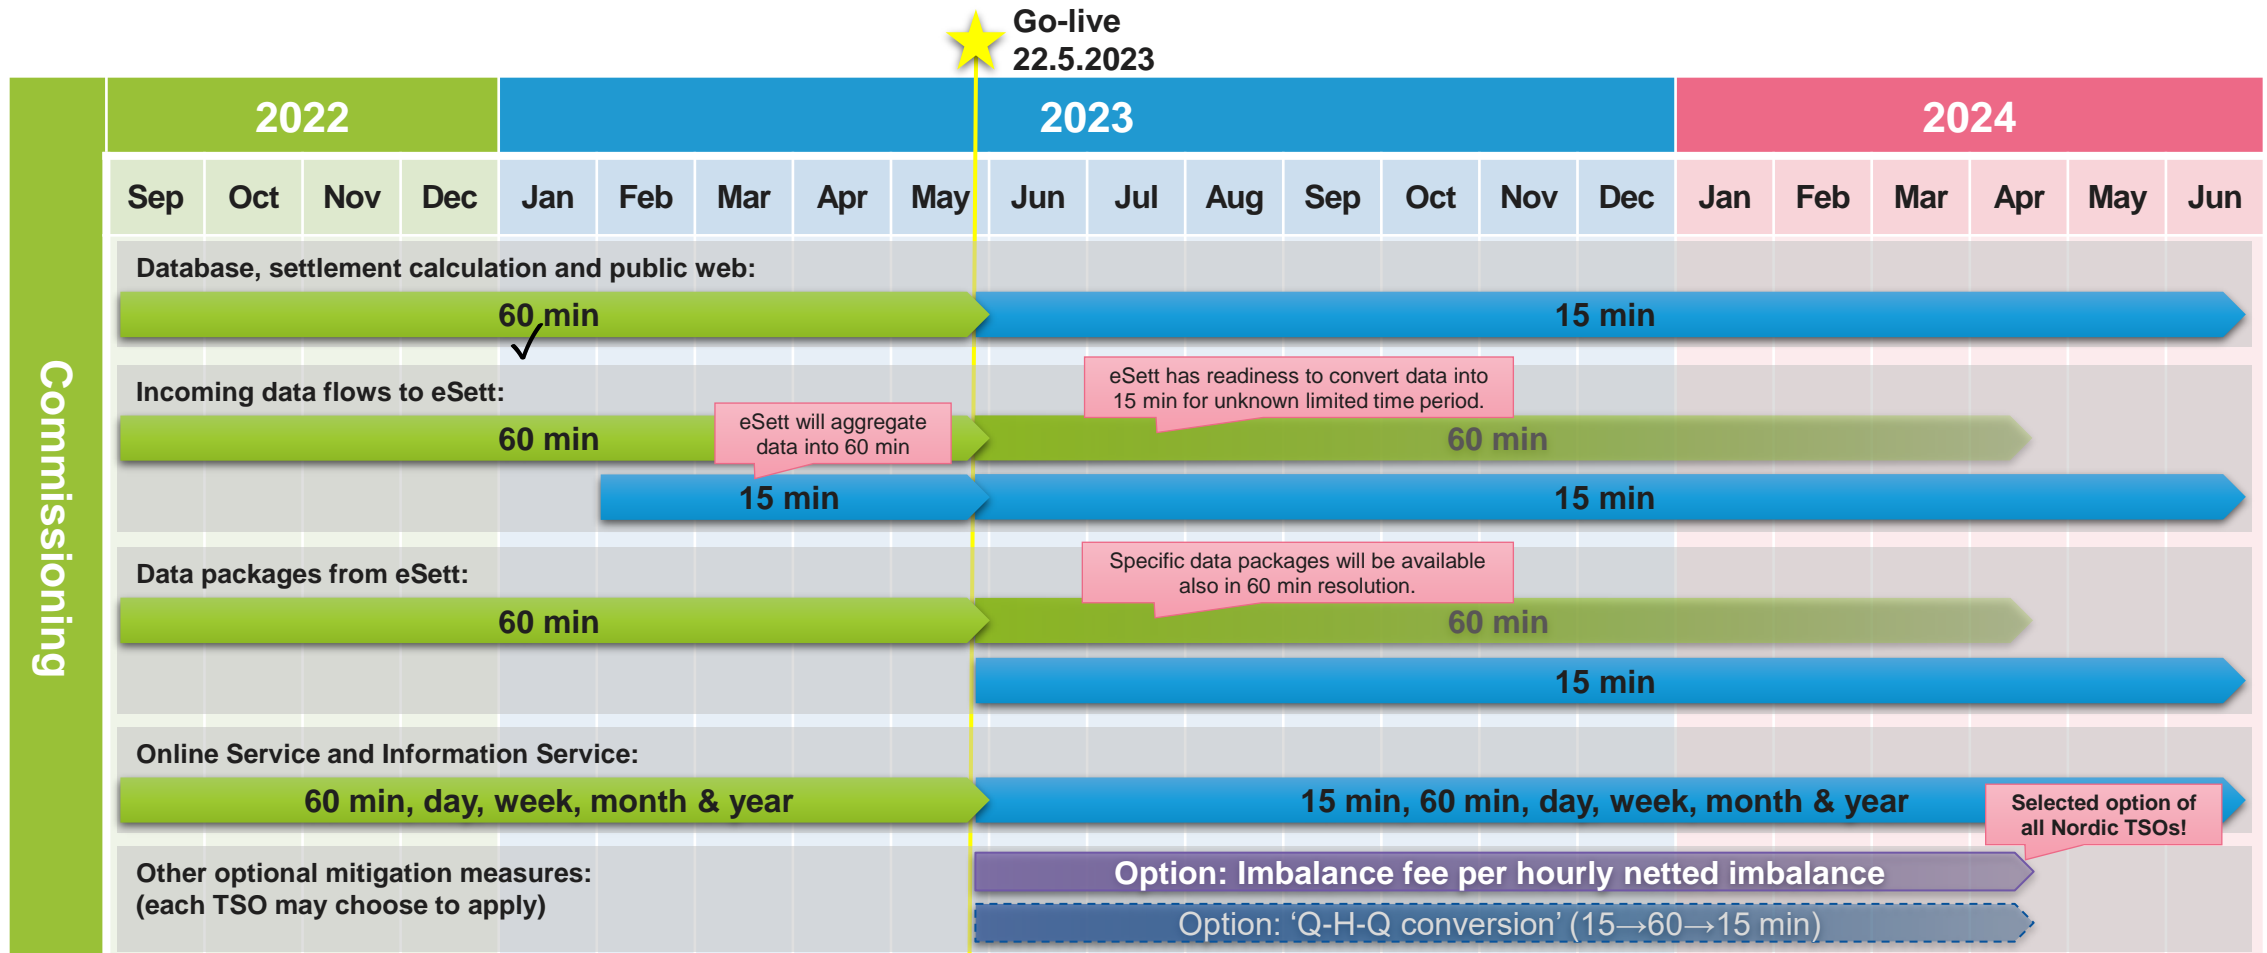 Go-live
22.5.2023
2022
2023
2024
Sep Oct Nov Dec Jan Feb Mar Apr May Jun Jul Aug Sep Oct Nov Dec Jan Feb Mar Apr May Jun
Commissioning
Database, settlement calculation and public web:
60 min
15 min
Incoming data flows to eSett:
eSett has readiness to convert data into
15 min for unknown limited time period.
60 min
eSett will aggregate
data into 60 min
60 min
15 min
15 min
Data packages from eSett:
Specific data packages will be available
also in 60 min resolution.
60 min
60 min
15 min
Online Service and Information Service:
60 min, day, week, month & year
15 min, 60 min, day, week, month & year
Selected option of
all Nordic TSOs!
Other optional mitigation measures:
(each TSO may choose to apply)
Option: Imbalance fee per hourly netted imbalance
Option: ‘Q-H-Q conversion’ (15→60→15 min)